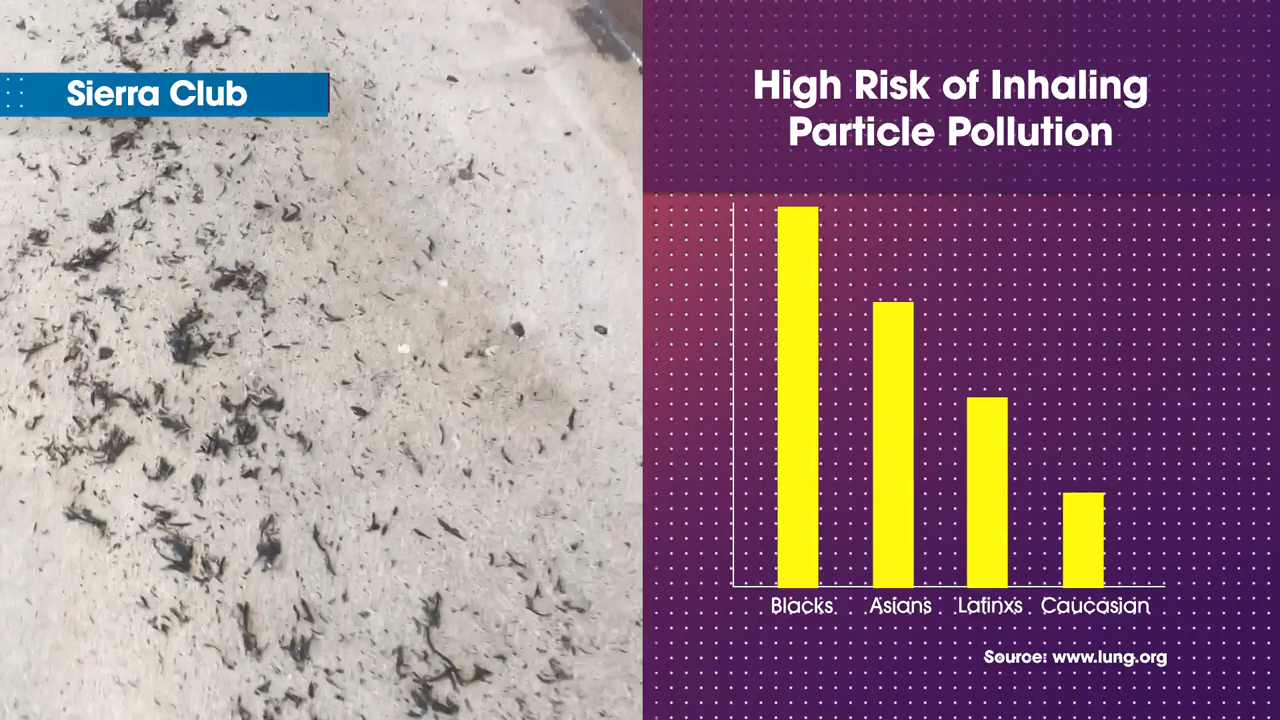 Sierra Club
High Risk of Inhaling
Particle Pollution
Blacks Asians Latinxs Caucasian
Source: www.lung.org